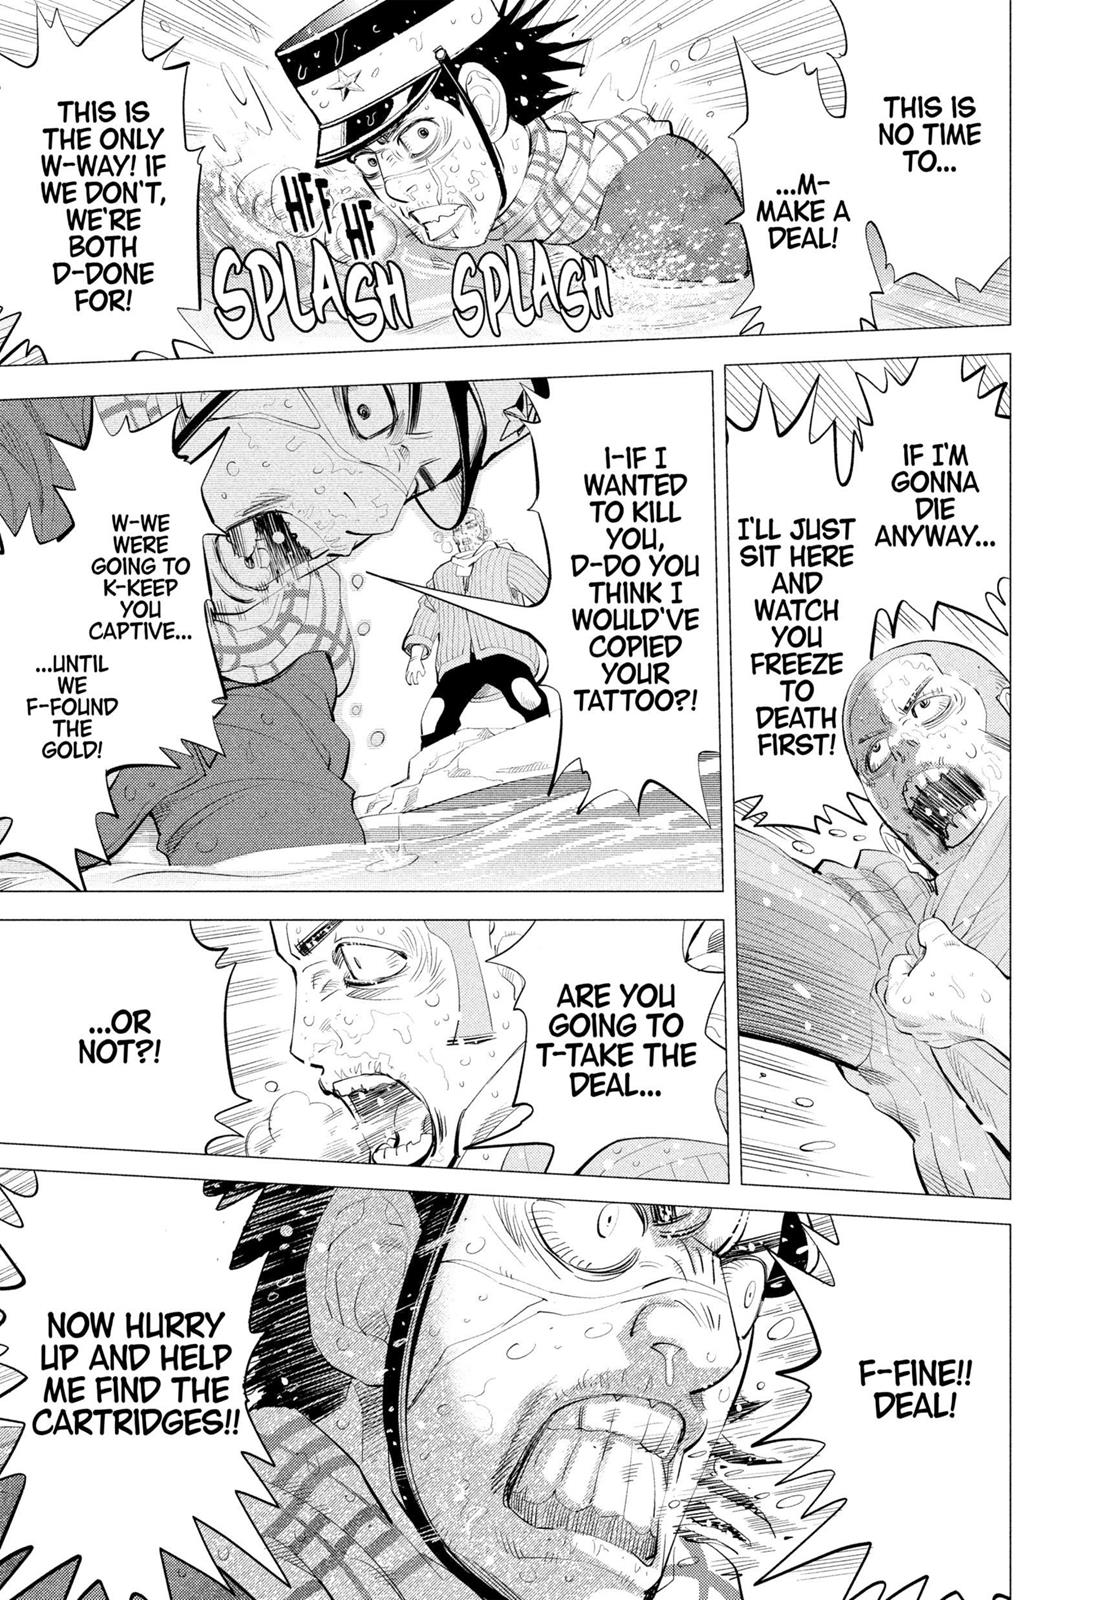 THIS IS
NO TIME
TO...
...M-
MAKE A
DEAL!
HFF
HF
SPLASH
SPLASH
THIS IS
THE ONLY
W-WAY! IF
WE DON'T,
WE'RE
BOTH
D-DONE
FOR!
IF I'M
GONNA
DIE
ANYWAY...
I'LL JUST
SIT HERE
AND
WATCH
YOU
FREEZE
TO
DEATH
FIRST!
I-IF I
WANTED
TO KILL
YOU,
D-DO YOU
THINK I
WOULD'VE
COPIED
YOUR
TATTOO?!
W-WE
WERE
GOING TO
K-KEEP
YOU
CAPTIVE...
...UNTIL
WE
F-FOUND
THE
GOLD!
ARE YOU
GOING TO
T-TAKE THE
DEAL...
...OR
NOT?!
F-FINE!!
DEAL!
NOW HURRY
UP AND HELP
ME FIND THE
CARTRIDGES!!